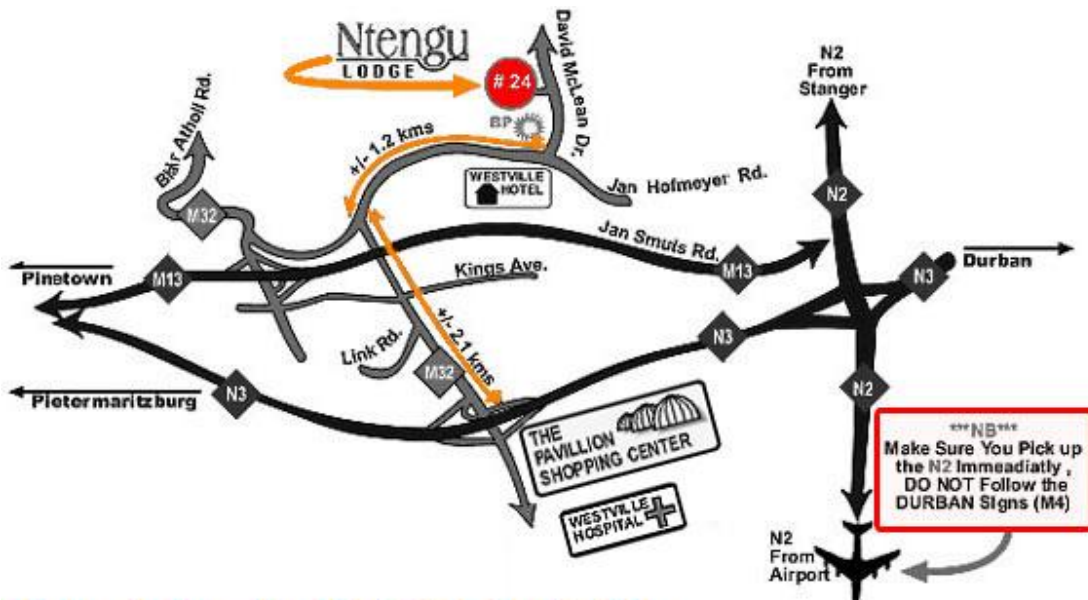 Ntengu
LODGE
# 24
BP
David McLean Dr.
N2
From
Stanger
Blair Atholl Rd.
+/- 1.2 kms
WESTVILLE
HOTEL
Jan Hofmeyer Rd.
M32
N2
Jan Smuts Rd.
Pinetown
M13
Kings Ave.
M13
N3
Durban
+/- 2.1 kms
Link Rd.
M32
N3
N3
Pietermaritzburg
N2
THE
PAVILLION
SHOPPING CENTER
WESTVILLE
HOSPITAL
***NB***
Make Sure You Pick up
the N2 Immeadiatly ,
DO NOT Follow the
DURBAN Signs (M4)
N2
From
Airport